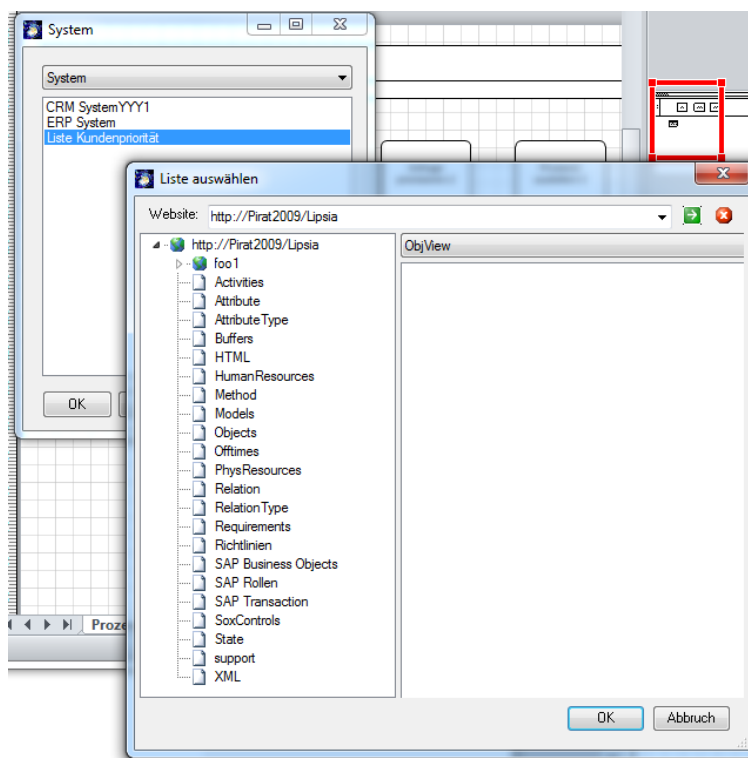 System
System
CRM SystemYYY1
ERP System
Liste Kundenpriorität
OK
Liste auswählen
Website: http://Pirat2009/Lipsia
http://Pirat2009/Lipsia
foo1
Activities
Attribute
AttributeType
Buffers
HTML
HumanResources
Method
Models
Objects
Offtimes
PhysResources
Relation
RelationType
Requirements
Richtlinien
SAP Business Objects
SAP Rollen
SAP Transaction
SoxControls
State
support
XML
ObjView
Proze
OK Abbruch